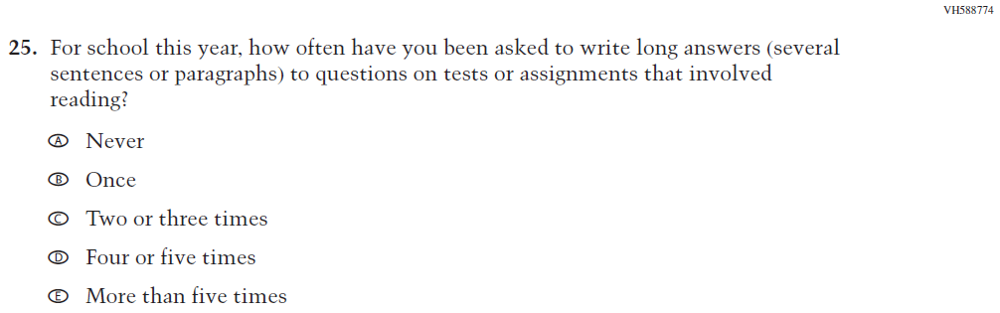 VH588774
25. For school this year, how often have you been asked to write long answers (several
sentences or paragraphs) to questions on tests or assignments that involved
reading?
A Never
B Once
C Two or three times
D Four or five times
E More than five times